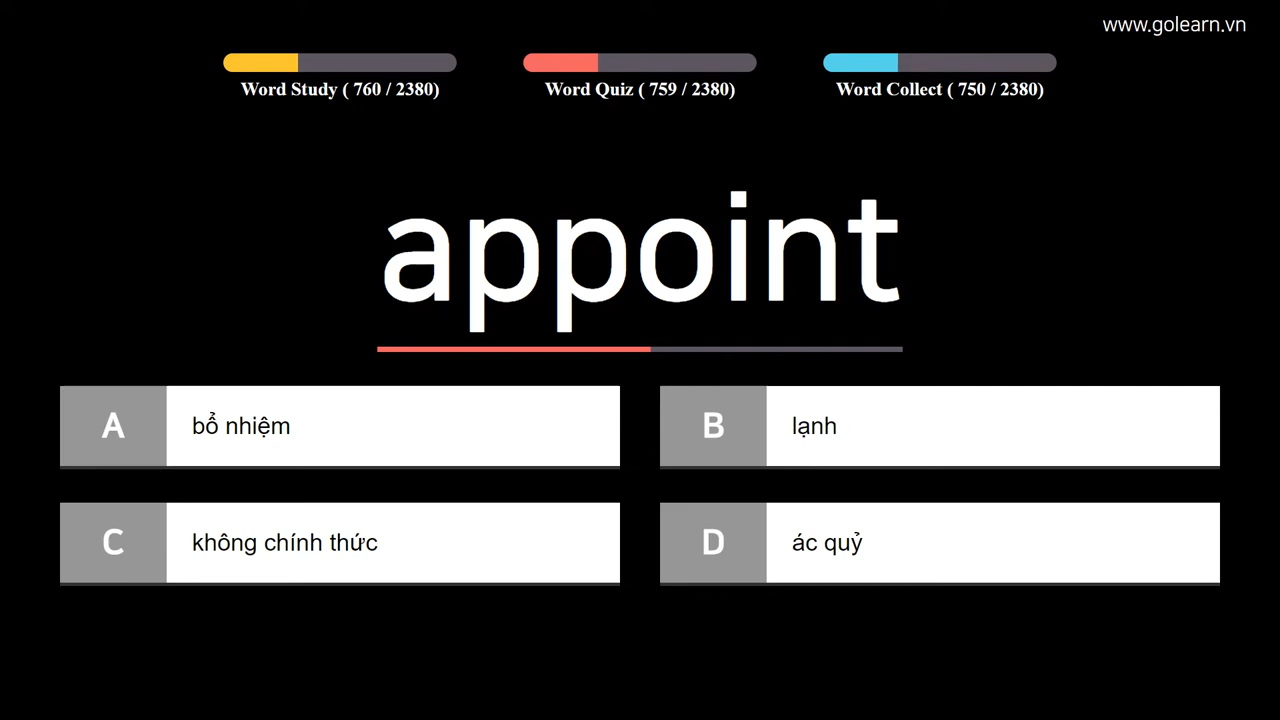 www.golearn.vn
Word Study ( 760 / 2380)
Word Quiz ( 759 / 2380)
Word Collect ( 750 / 2380)
appoint
A bổ nhiệm
B lạnh
C không chính thức
D ác quỷ